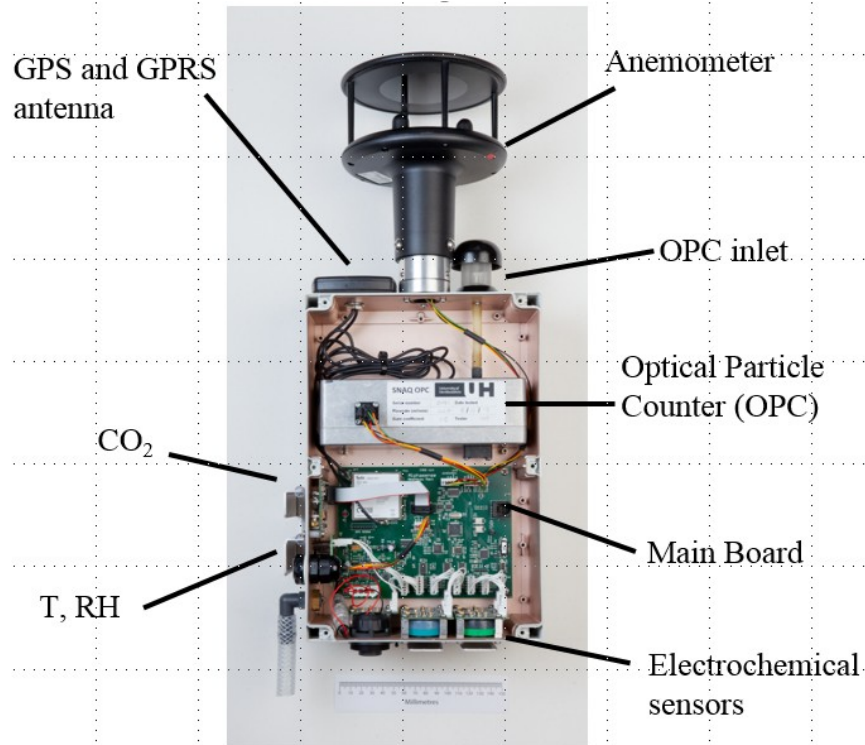 GPS and GPRS
antenna
Anemometer
OPC inlet
SNAQ OPC
UH
Optical Particle
Counter (OPC)
CO₂
Main Board
T, RH
Electrochemical
sensors
Millimeters